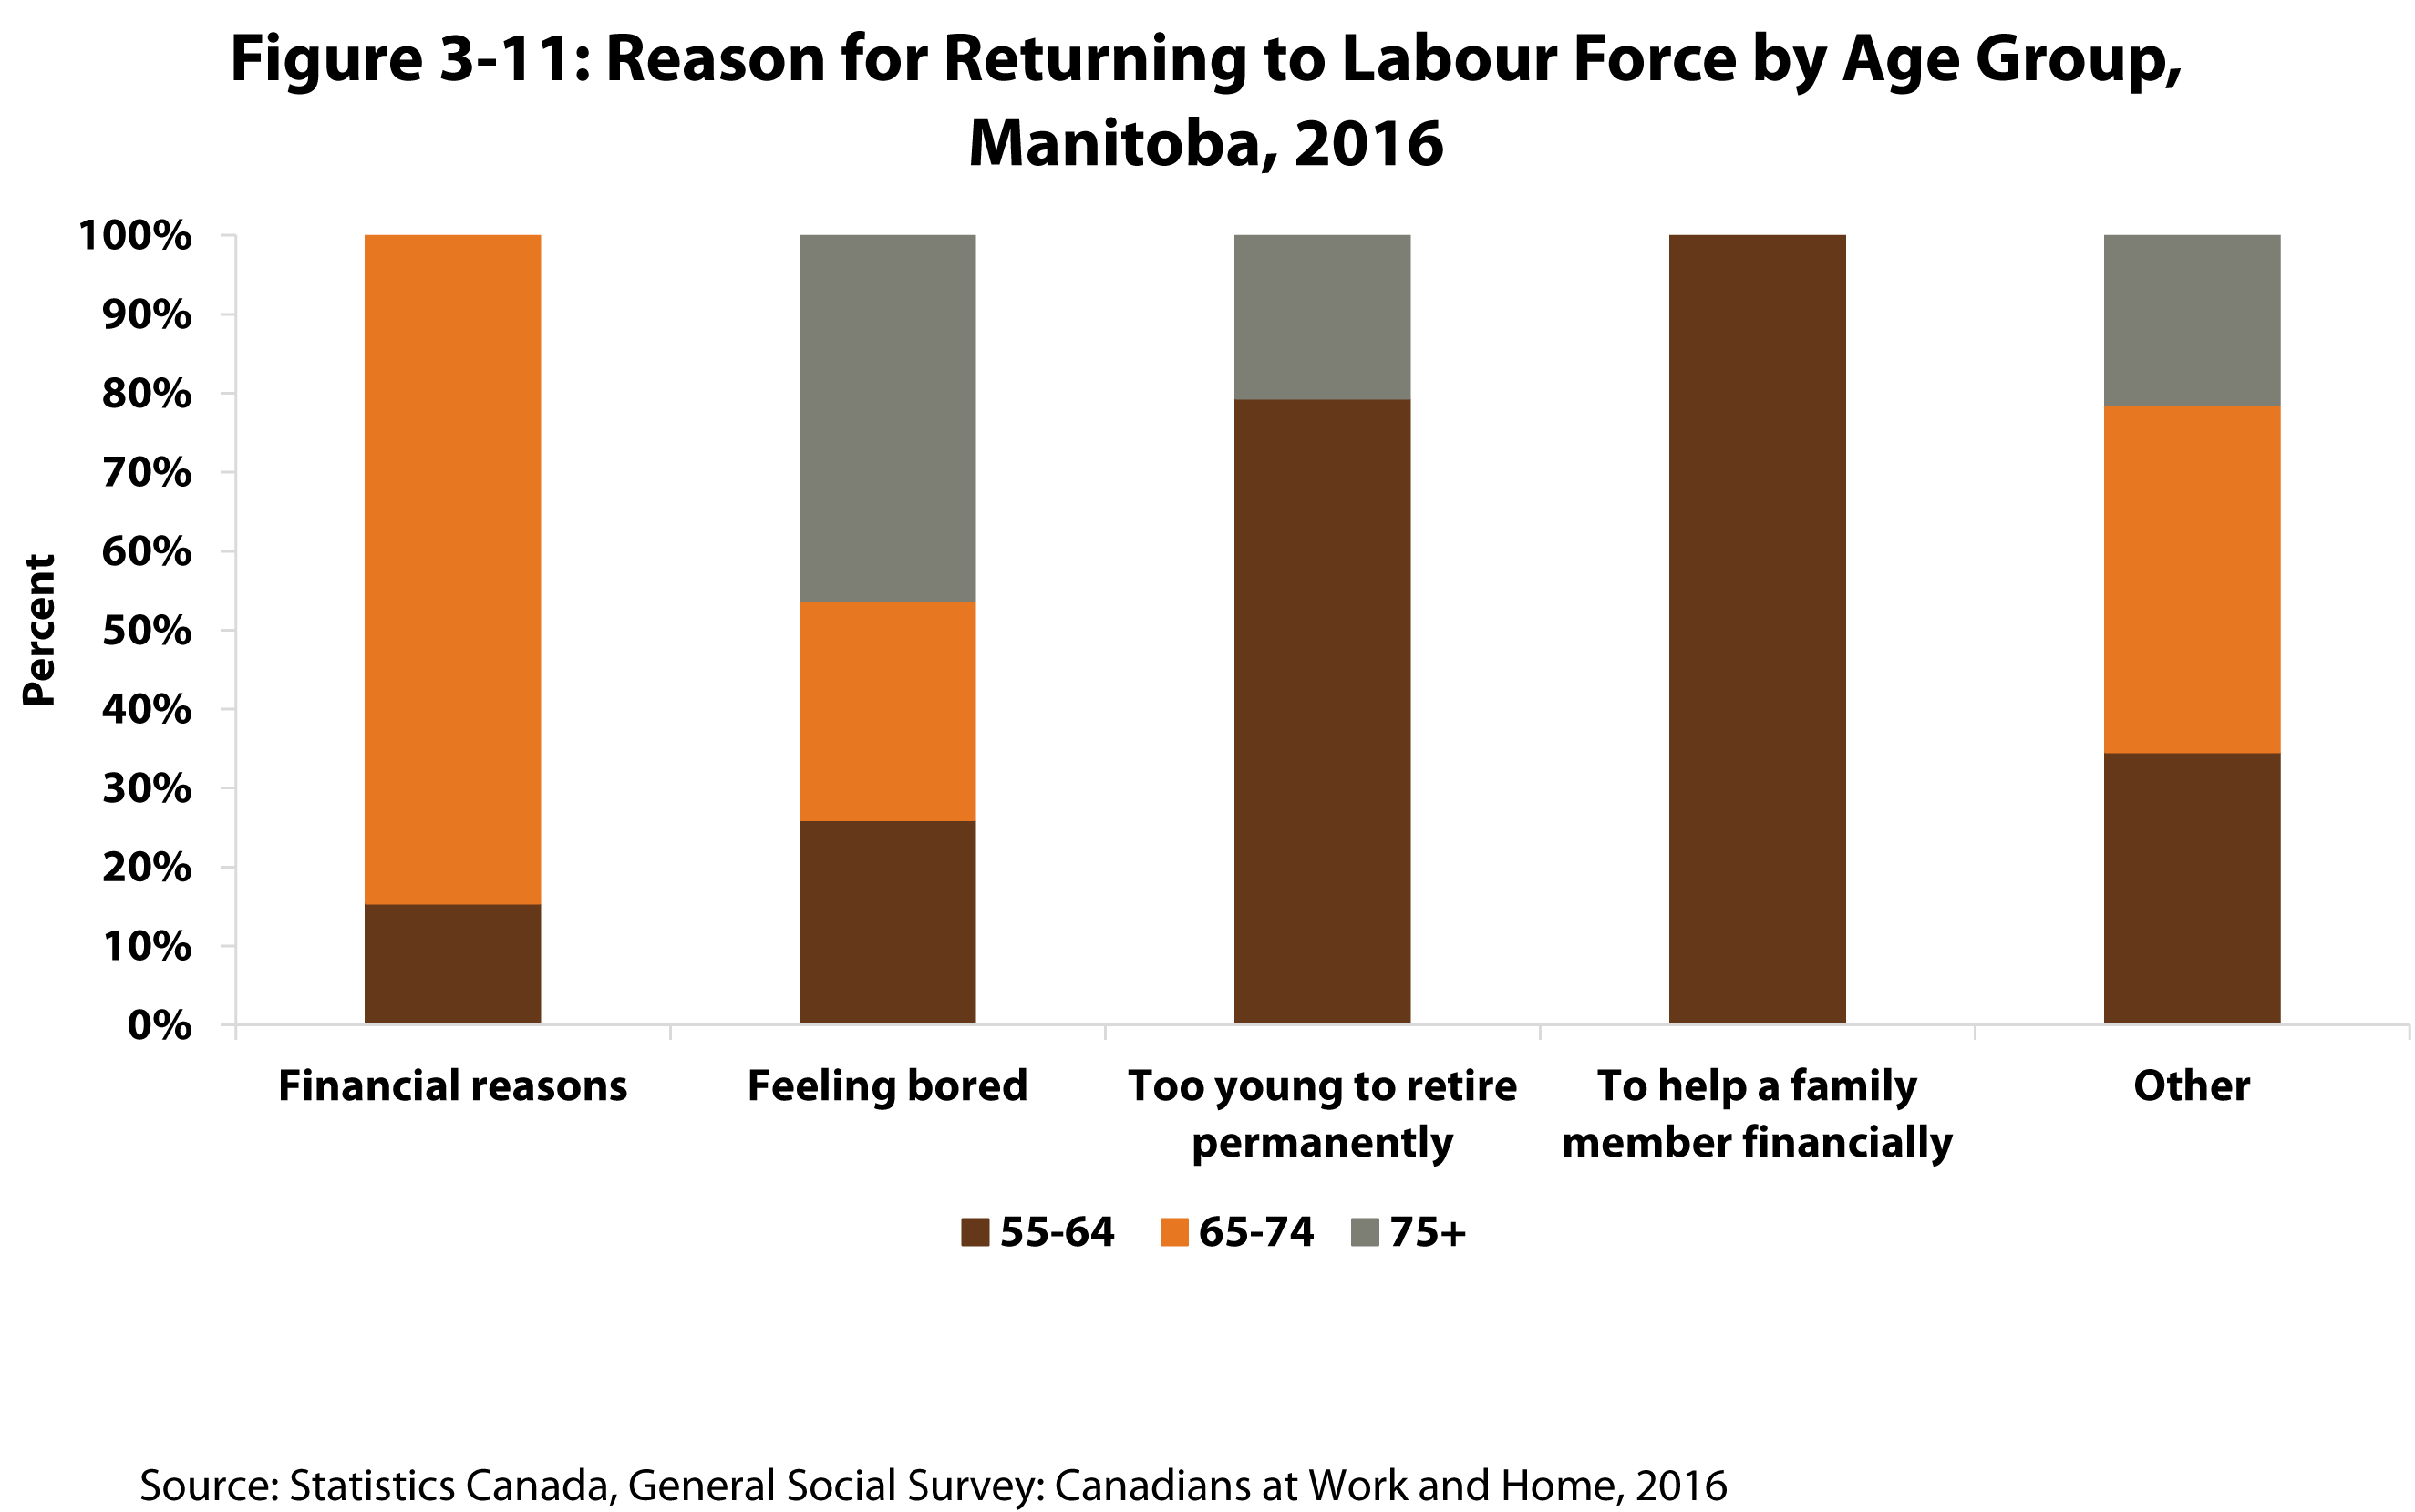 Figure 3-11: Reason for Returning to Labour Force by Age Group,
Manitoba, 2016
100%
90%
80%
70%
60%
50%
40%
30%
20%
10%
0%
Percent
Financial reasons
Feeling bored
Too young to retire
permanently
To help a family
member financially
Other
55-64
65-74
75+
Source: Statistics Canada, General Social Survey: Canadians at Work and Home, 2016